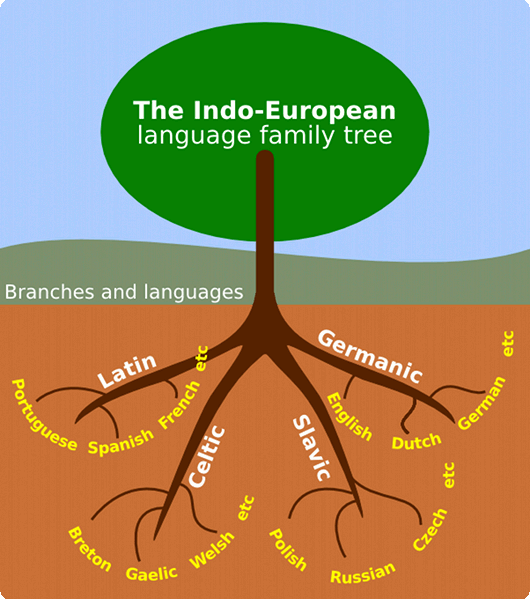 The Indo-European
language family tree
Branches and languages
Latin
Portuguese
Spanish
French
etc
Celtic
Breton
Gaelic
Welsh
etc
Slavic
Polish
Russian
Czech
etc
Germanic
English
Dutch
German
etc